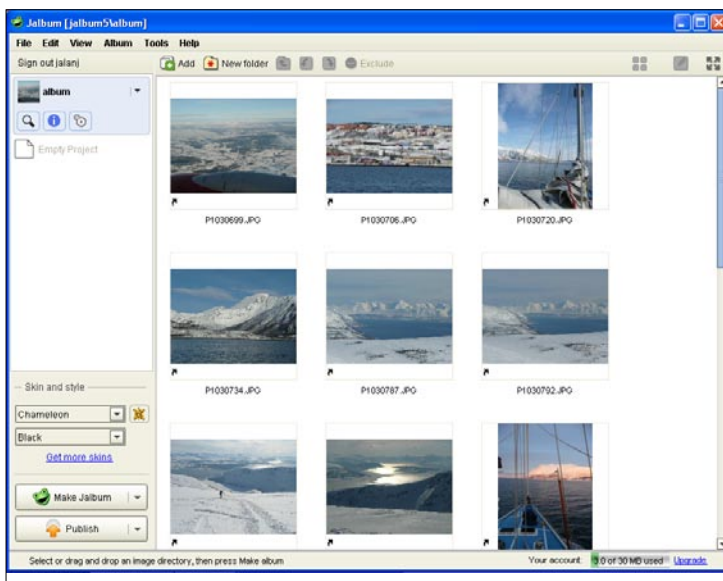 Jalbum [jalbum5\album]
File Edit View Album Tools Help
Sign out jalanj
Add New folder Exclude
album
Empty Project
P1030699.JPG P1030706.JPG P1030720.JPG
P1030734.JPG P1030787.JPG P1030792.JPG
Skin and style
Chameleon
Black
Get more skins
Make Jalbum
Publish
Select or drag and drop an image directory, then press Make album
Your account: 3.0 of 30 MB used Upgrade